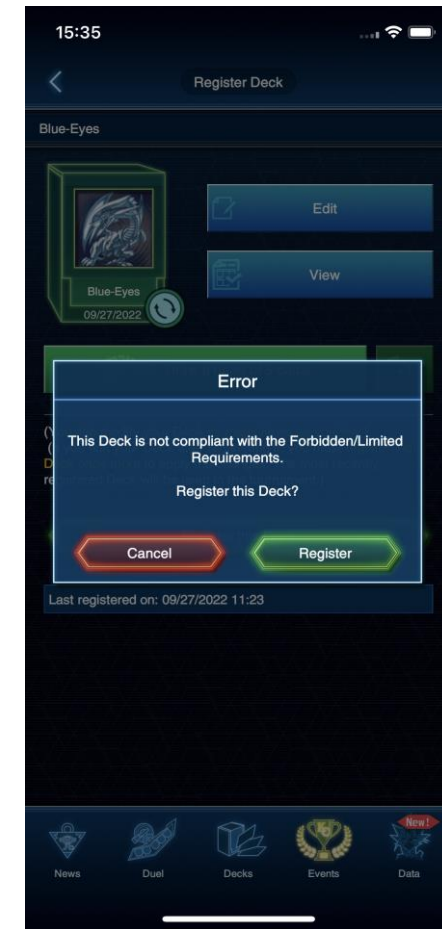 15:35
Register Deck
Blue-Eyes
Edit
Blue-Eyes
View
09/27/2022
Error
This Deck is not compliant with the Forbidden/Limited
Requirements.
Register this Deck?
Cancel
Register
Last registered on: 09/27/2022 11:23
New!
News
Duel
Decks
Events
Data